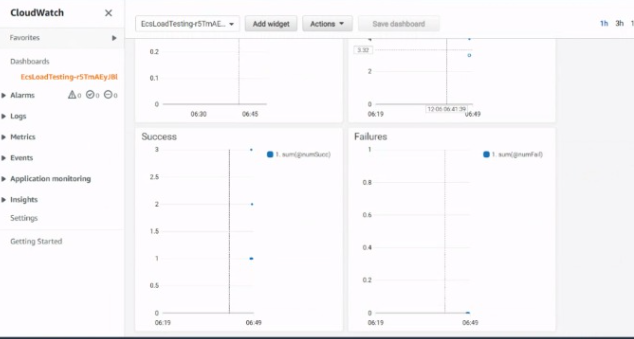 CloudWatch ×
Favorites
Dashboards
EcsLoadTesting-r5TmAEyJ8l
Alarms 0 0 0
Logs
Metrics
Events
Application monitoring
Insights
Settings
Getting Started
EcsLoadTesting-r5TmAE... Add widget Actions Save dashboard 1h 3h
0.2
0.1
0
06:30 06:45
3.32
2
0
06:19 12-06 06:41:39 06:49
Success
3
2.5
2
1.5
1
0.5
0
06:19 06:49
1. sum(@numSucc)
Failures
1
0.8
0.6
0.4
0.2
0
06:19 06:49
1. sum(@numFail)